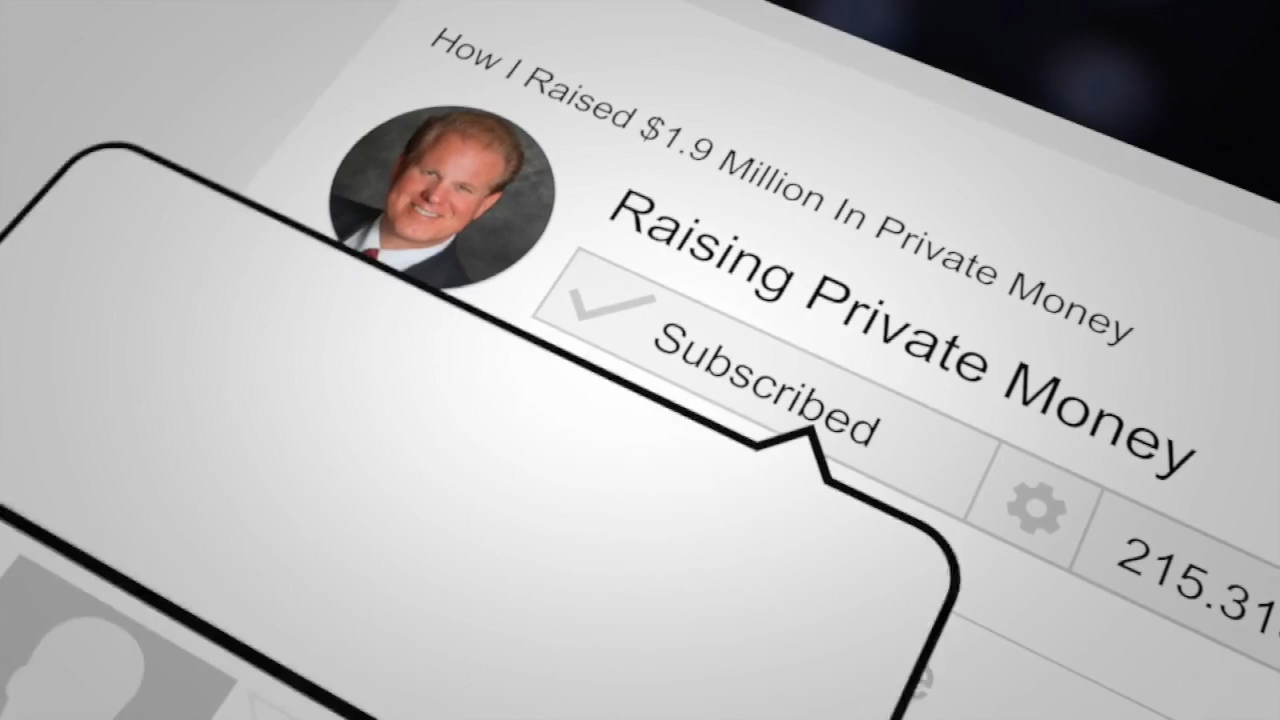 How I Raised $1.9 Million In Private Money
Raising Private Money
Subscribed
215.31